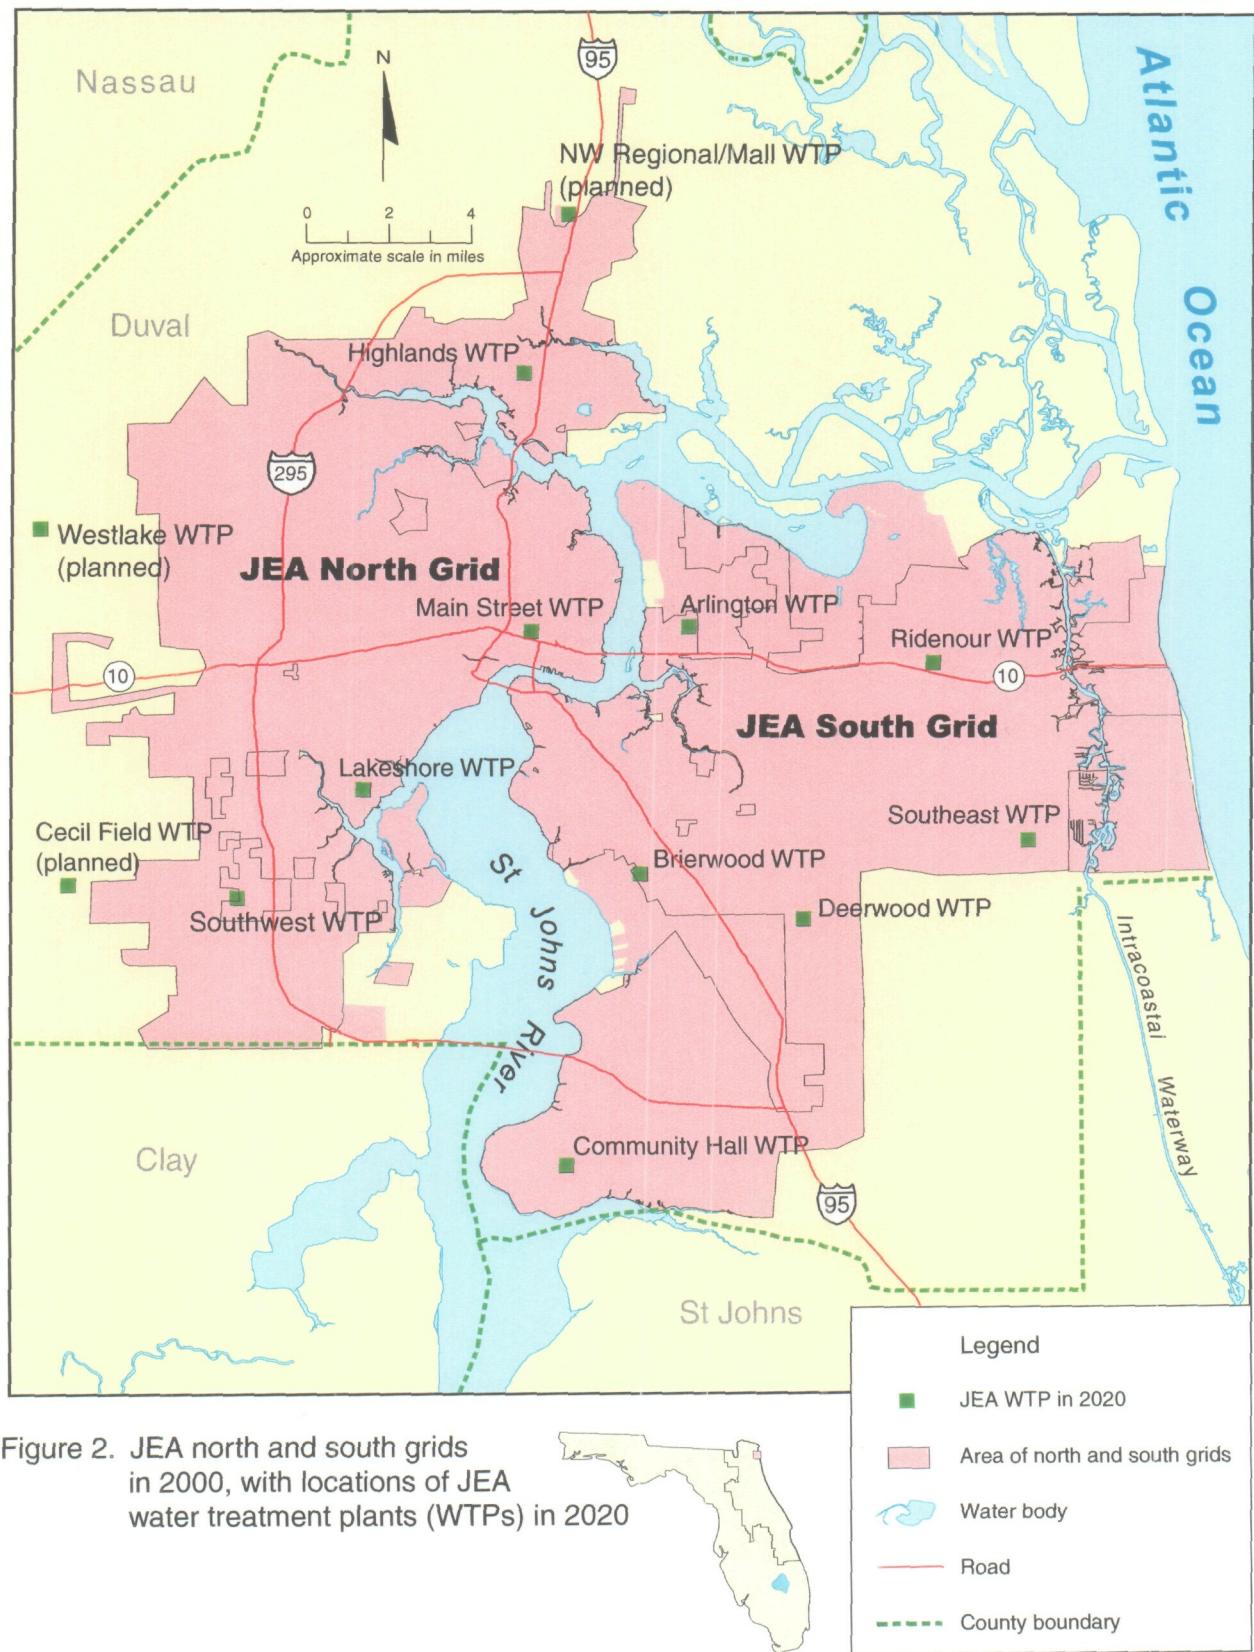 Nassau
N
95
Atlantic
Ocean
NW Regional/Mall WTP
(planned)
0 2 4
Approximate scale in miles
Duval
Highlands WTP
295
Westlake WTP
(planned)
JEA North Grid
Main Street WTP
Arlington WTP
Ridenour WTP
10
10
JEA South Grid
Lakeshore WTP
Southeast WTP
Cecil Field WTP
(planned)
Brierwood WTP
Southwest WTP
Deerwood WTP
St Johns River
Intracoastal Waterway
Clay
Community Hall WTP
95
St Johns
Legend
JEA WTP in 2020
Area of north and south grids
Water body
Road
County boundary
Figure 2. JEA north and south grids
in 2000, with locations of JEA
water treatment plants (WTPs) in 2020